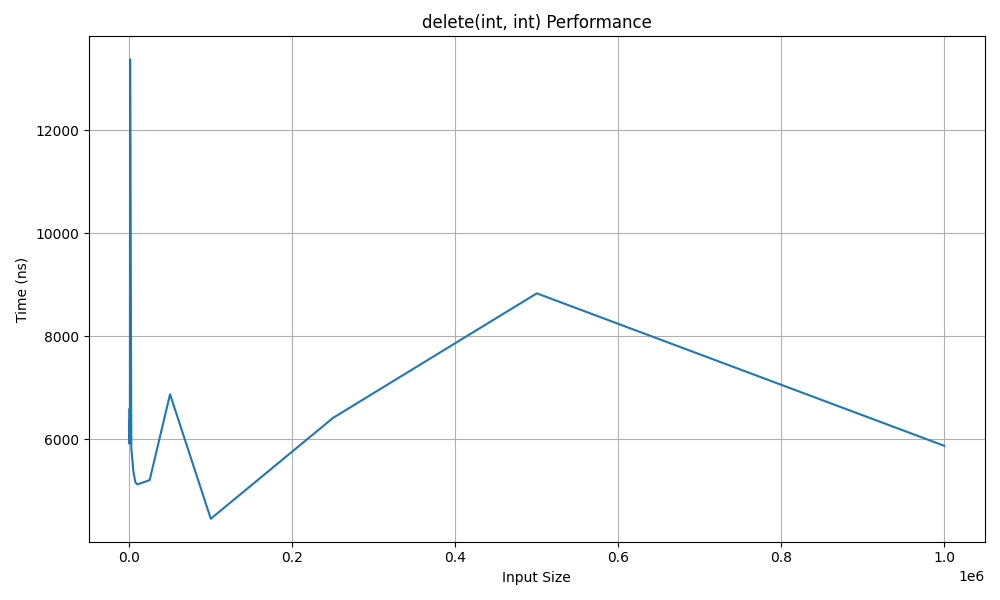 delete(int, int) Performance
Time (ns)
12000
10000
8000
6000
0.0 0.2 0.4 0.6 0.8 1.0
1e6
Input Size